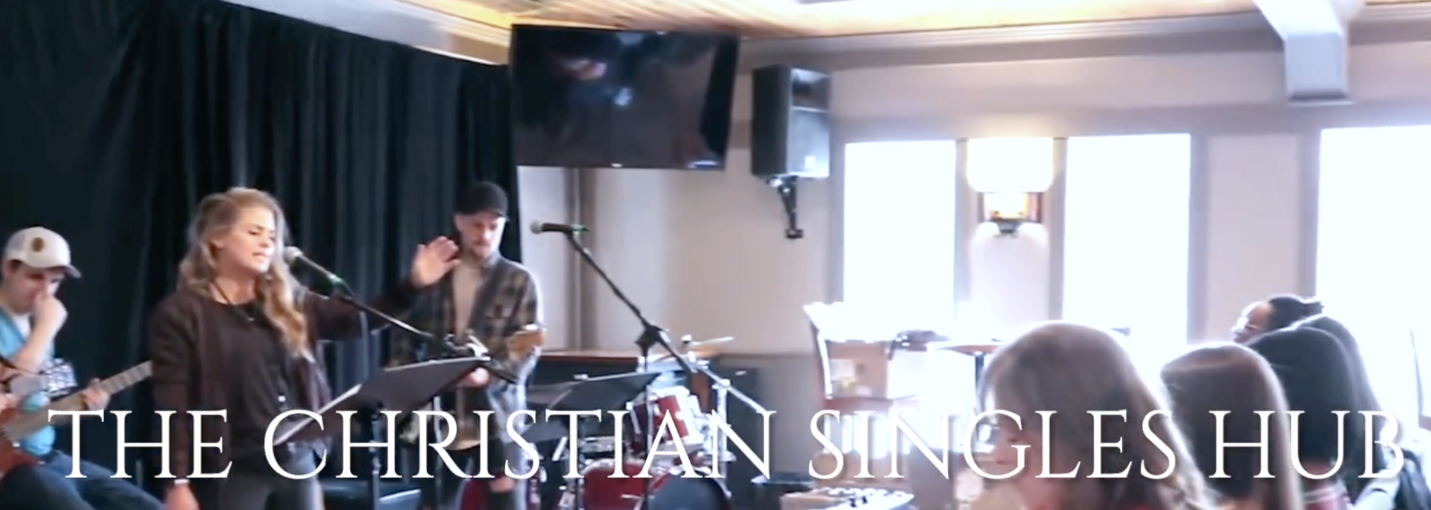 THE CHRISTIAN SINGLES HUB